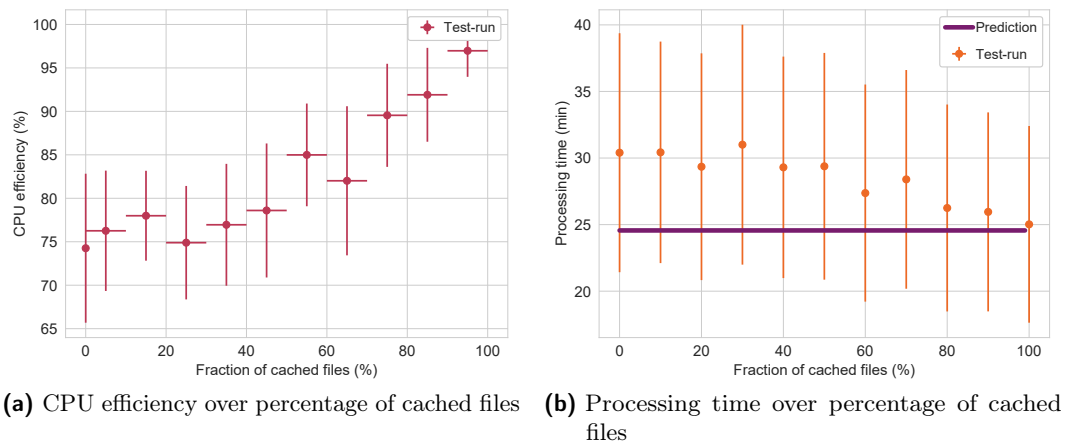 100
95
90
85
80
75
70
65
CPU efficiency (%)
Test-run
0 20 40 60 80 100
Fraction of cached files (%)
(a) CPU efficiency over percentage of cached files
40
35
30
25
20
Processing time (min)
Prediction
Test-run
0 20 40 60 80 100
Fraction of cached files (%)
(b) Processing time over percentage of cached
files